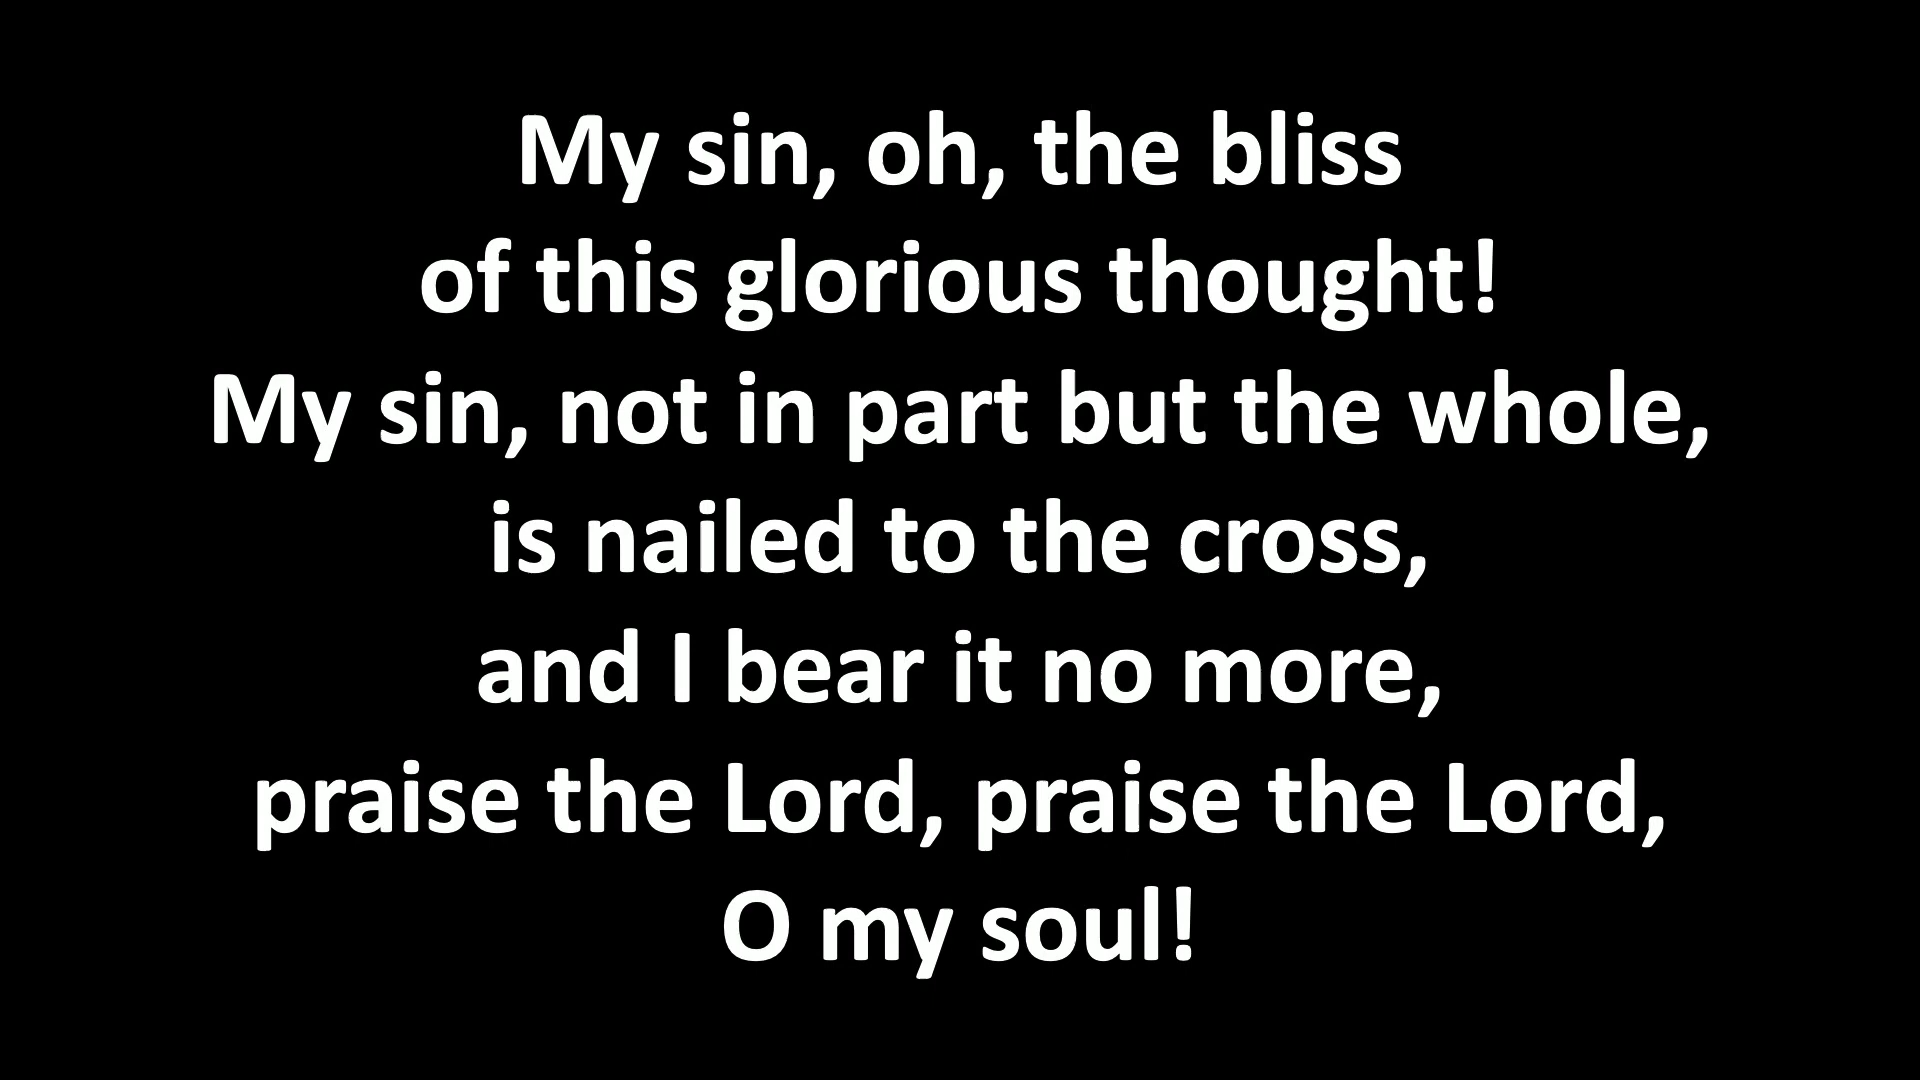 My sin, oh, the bliss
of this glorious thought!
My sin, not in part but the whole,
is nailed to the cross,
and I bear it no more,
praise the Lord, praise the Lord,
O my soul!